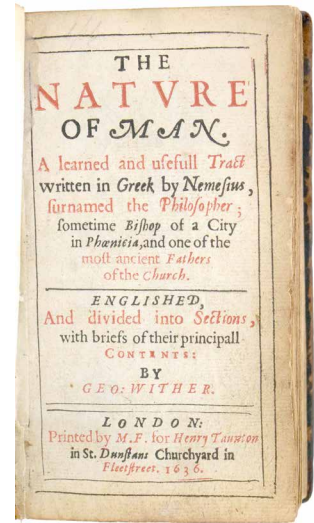 THE
NATVRE
OF MAN.
A learned and usefull Tract
written in Greek by Nemesius,
surnamed the Philosopher;
sometime Bishop of a City
in Phœnicia, and one of the
most ancient Fathers
of the Church.
ENGLISHED,
And divided into Sections,
with briefs of their principall
CONTENTS:
BY
GEO: WITHER.
LONDON:
Printed by M.F. for Henry Taunton
in St. Dunstans Churchyard in
Fleetstreet. 1636.